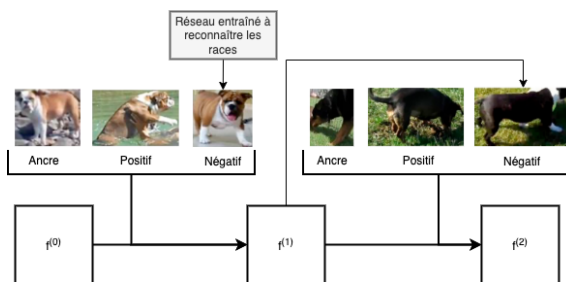 Réseau entraîné à
reconnaître les
races
Ancre Positif Négatif Ancre Positif Négatif
f(0) f(1) f(2)